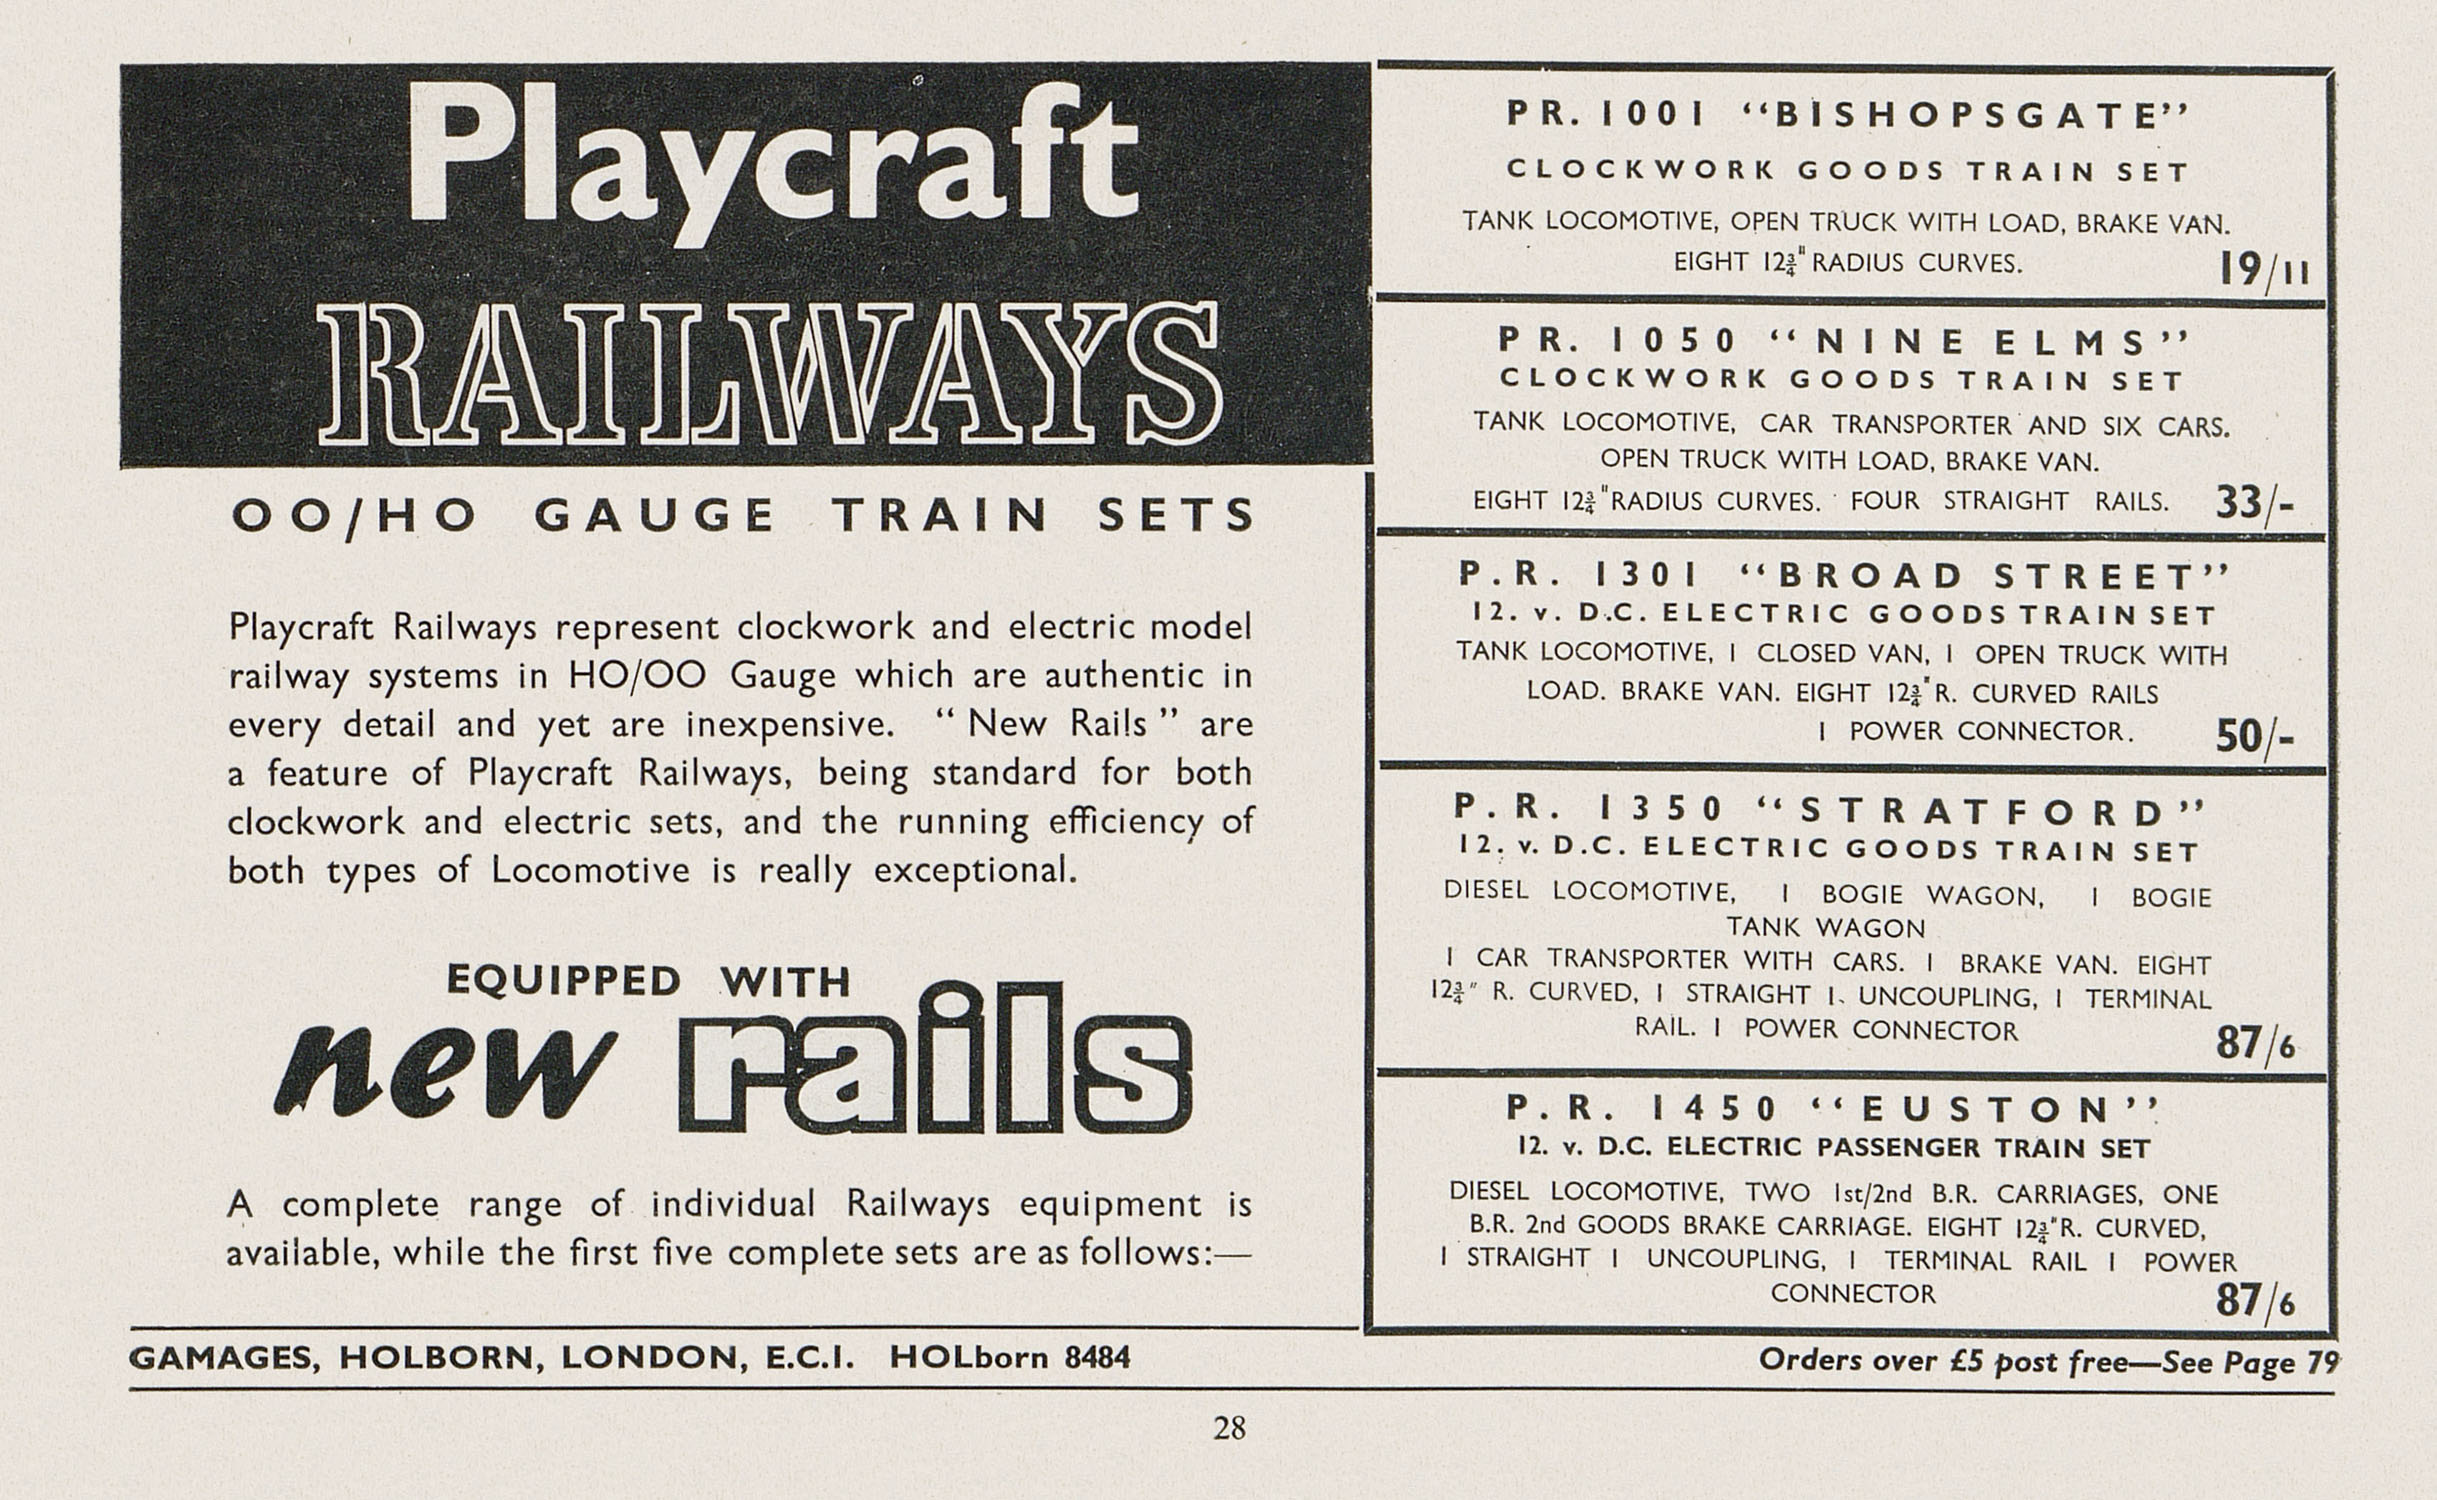 Playcraft
RAILWAYS
OO/HO GAUGE TRAIN SETS
Playcraft Railways represent clockwork and electric model
railway systems in HO/OO Gauge which are authentic in
every detail and yet are inexpensive. “ New Rails ” are
a feature of Playcraft Railways, being standard for both
clockwork and electric sets, and the running efficiency of
both types of Locomotive is really exceptional.
EQUIPPED WITH
new rails
A complete range of individual Railways equipment is
available, while the first five complete sets are as follows:—
PR. 1001 “BISHOPSGATE”
CLOCKWORK GOODS TRAIN SET
TANK LOCOMOTIVE, OPEN TRUCK WITH LOAD, BRAKE VAN.
EIGHT 12¾" RADIUS CURVES. 19/11
PR. 1050 “NINE ELMS”
CLOCKWORK GOODS TRAIN SET
TANK LOCOMOTIVE, CAR TRANSPORTER AND SIX CARS.
OPEN TRUCK WITH LOAD, BRAKE VAN.
EIGHT 12¾" RADIUS CURVES. FOUR STRAIGHT RAILS. 33/-
P.R. 1301 “BROAD STREET”
12. v. D.C. ELECTRIC GOODS TRAIN SET
TANK LOCOMOTIVE, 1 CLOSED VAN, 1 OPEN TRUCK WITH
LOAD. BRAKE VAN. EIGHT 12¾" R. CURVED RAILS
1 POWER CONNECTOR. 50/-
P.R. 1350 “STRATFORD”
12. v. D.C. ELECTRIC GOODS TRAIN SET
DIESEL LOCOMOTIVE, 1 BOGIE WAGON, 1 BOGIE
TANK WAGON
1 CAR TRANSPORTER WITH CARS. 1 BRAKE VAN. EIGHT
12¾" R. CURVED, 1 STRAIGHT 1. UNCOUPLING, 1 TERMINAL
RAIL. 1 POWER CONNECTOR 87/6
P.R. 1450 “EUSTON”
12. v. D.C. ELECTRIC PASSENGER TRAIN SET
DIESEL LOCOMOTIVE, TWO 1st/2nd B.R. CARRIAGES, ONE
B.R. 2nd GOODS BRAKE CARRIAGE. EIGHT 12¾" R. CURVED,
1 STRAIGHT 1 UNCOUPLING, 1 TERMINAL RAIL 1 POWER
CONNECTOR 87/6
GAMAGES, HOLBORN, LONDON, E.C.1. HOLborn 8484
Orders over £5 post free—See Page 79
28